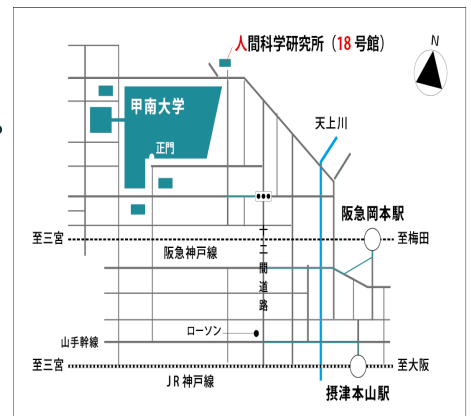 人間科学研究所（18号館）
N
甲南大学
天上川
正門
阪急岡本駅
至三宮
至梅田
阪急神戸線
十二間道路
ローソン
山手幹線
至三宮
至大阪
JR神戸線
摂津本山駅